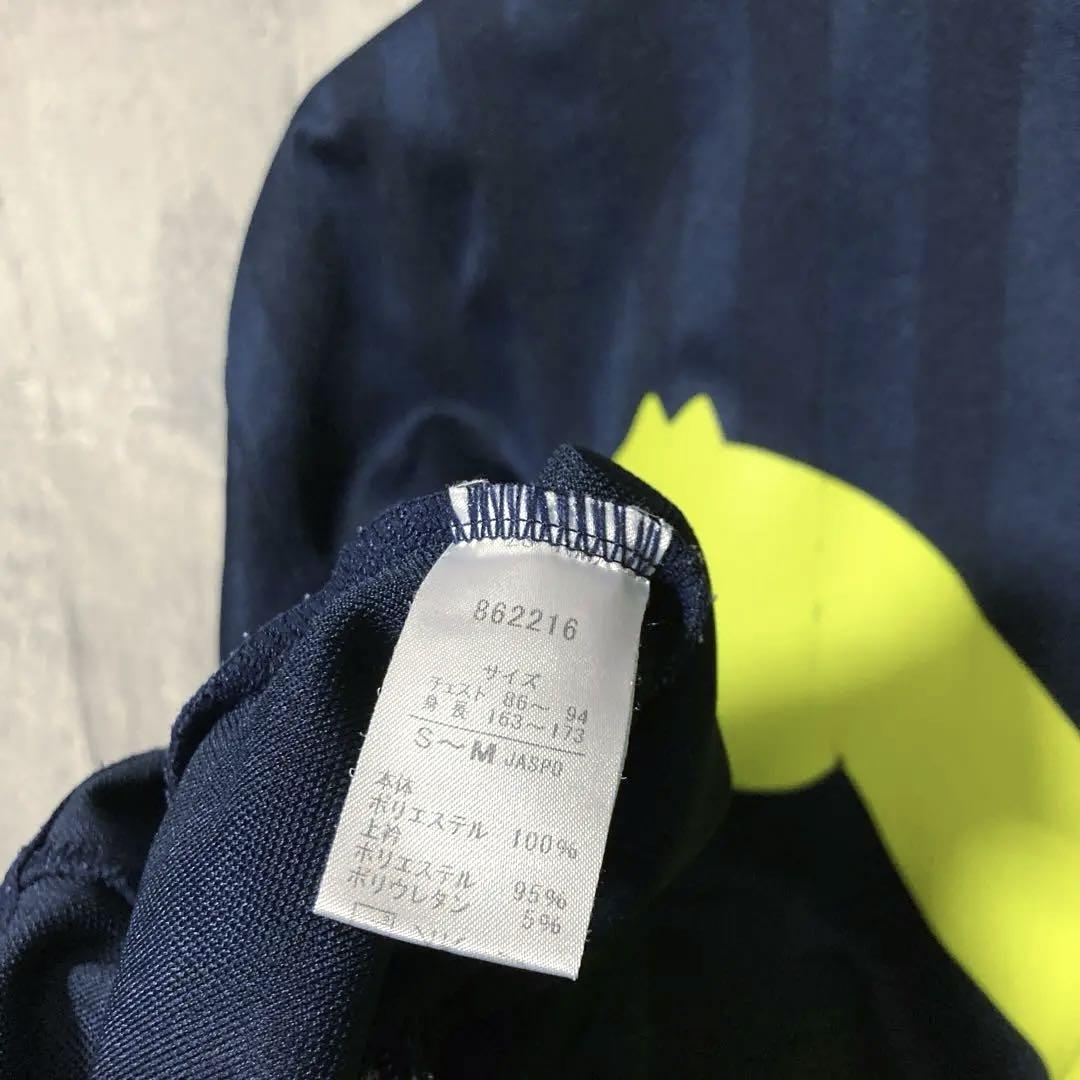 862216
サイズ
チェスト 86～ 94
身長 163～173
S～M JASPO
本体
ポリエステル 100%
上衿
ポリエステル 95%
ポリウレタン 5%